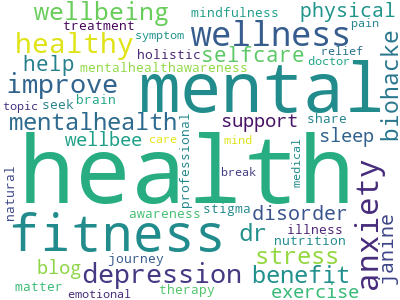 wellbeing
mindfulness
physical
treatment
pain
healthy
symptom
wellness
holistic
selfcare
relief
doctor
help
mentalhealthawareness
biohacke
improve
seek
brain
mental
topic
mentalhealth
support
share
wellbee
professional
care
mind
sleep
health
medical
break
natural
anxiety
janine
awareness
stigma
disorder
fitness
dr
illness
nutrition
journey
stress
blog
depression
benefit
matter
emotional
therapy
exercise